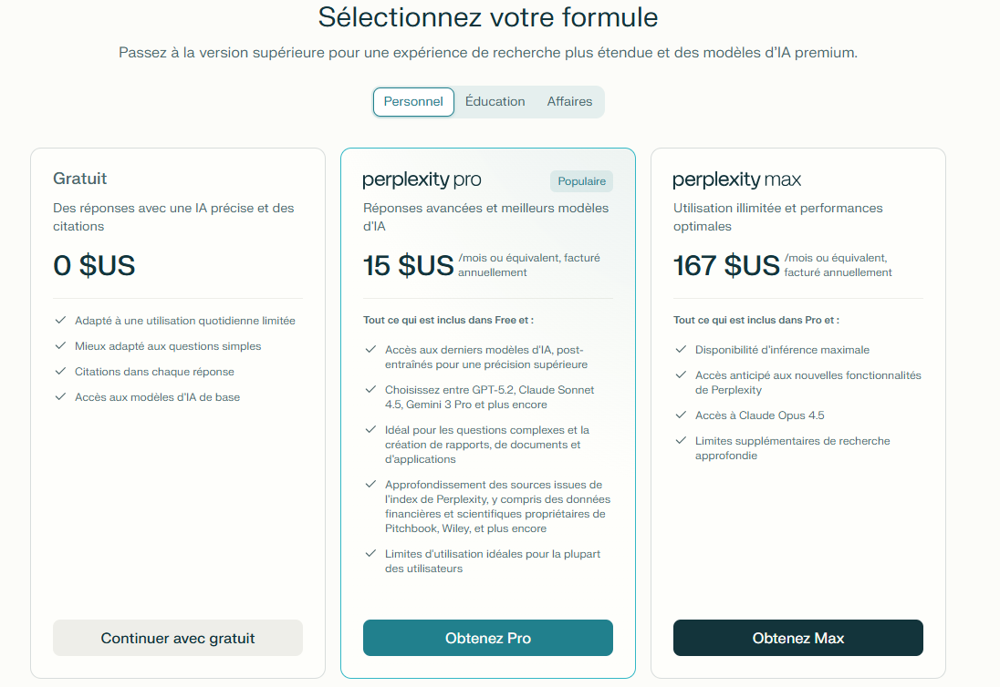 Sélectionnez votre formule
Passez à la version supérieure pour une expérience de recherche plus étendue et des modèles d'IA premium.
Personnel
Éducation
Affaires
Gratuit
Des réponses avec une IA précise et des
citations
0 $US
Adapté à une utilisation quotidienne limitée
Mieux adapté aux questions simples
Citations dans chaque réponse
Accès aux modèles d'IA de base
Continuer avec gratuit
perplexity pro
Populaire
Réponses avancées et meilleurs modèles
d'IA
15 $US
/mois ou équivalent, facturé
annuellement
Tout ce qui est inclus dans Free et :
Accès aux derniers modèles d'IA, post-
entraînés pour une précision supérieure
Choisissez entre GPT-5.2, Claude Sonnet
4.5, Gemini 3 Pro et plus encore
Idéal pour les questions complexes et la
création de rapports, de documents et
d'applications
Approfondissement des sources issues de
l'index de Perplexity, y compris des données
financières et scientifiques propriétaires de
Pitchbook, Wiley, et plus encore
Limites d'utilisation idéales pour la plupart
des utilisateurs
Obtenez Pro
perplexity max
Utilisation illimitée et performances
optimales
167 $US
/mois ou équivalent,
facturé annuellement
Tout ce qui est inclus dans Pro et :
Disponibilité d'inférence maximale
Accès anticipé aux nouvelles fonctionnalités
de Perplexity
Accès à Claude Opus 4.5
Limites supplémentaires de recherche
approfondie
Obtenez Max